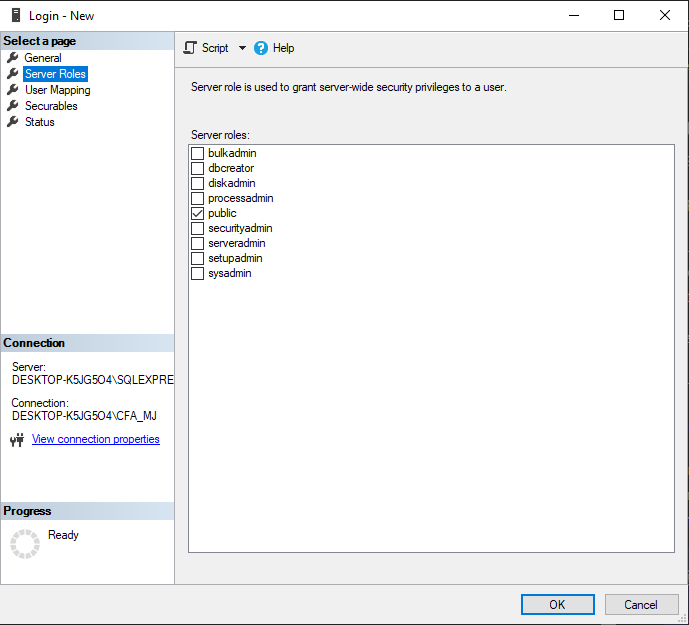 Login - New
Select a page
General
Server Roles
User Mapping
Securables
Status
Script
Help
Server role is used to grant server-wide security privileges to a user.
Server roles:
bulkadmin
dbcreator
diskadmin
processadmin
public
securityadmin
serveradmin
setupadmin
sysadmin
Connection
Server:
DESKTOP-K5JG5O4\SQLEXPRE
Connection:
DESKTOP-K5JG5O4\CFA_MJ
View connection properties
Progress
Ready
OK
Cancel